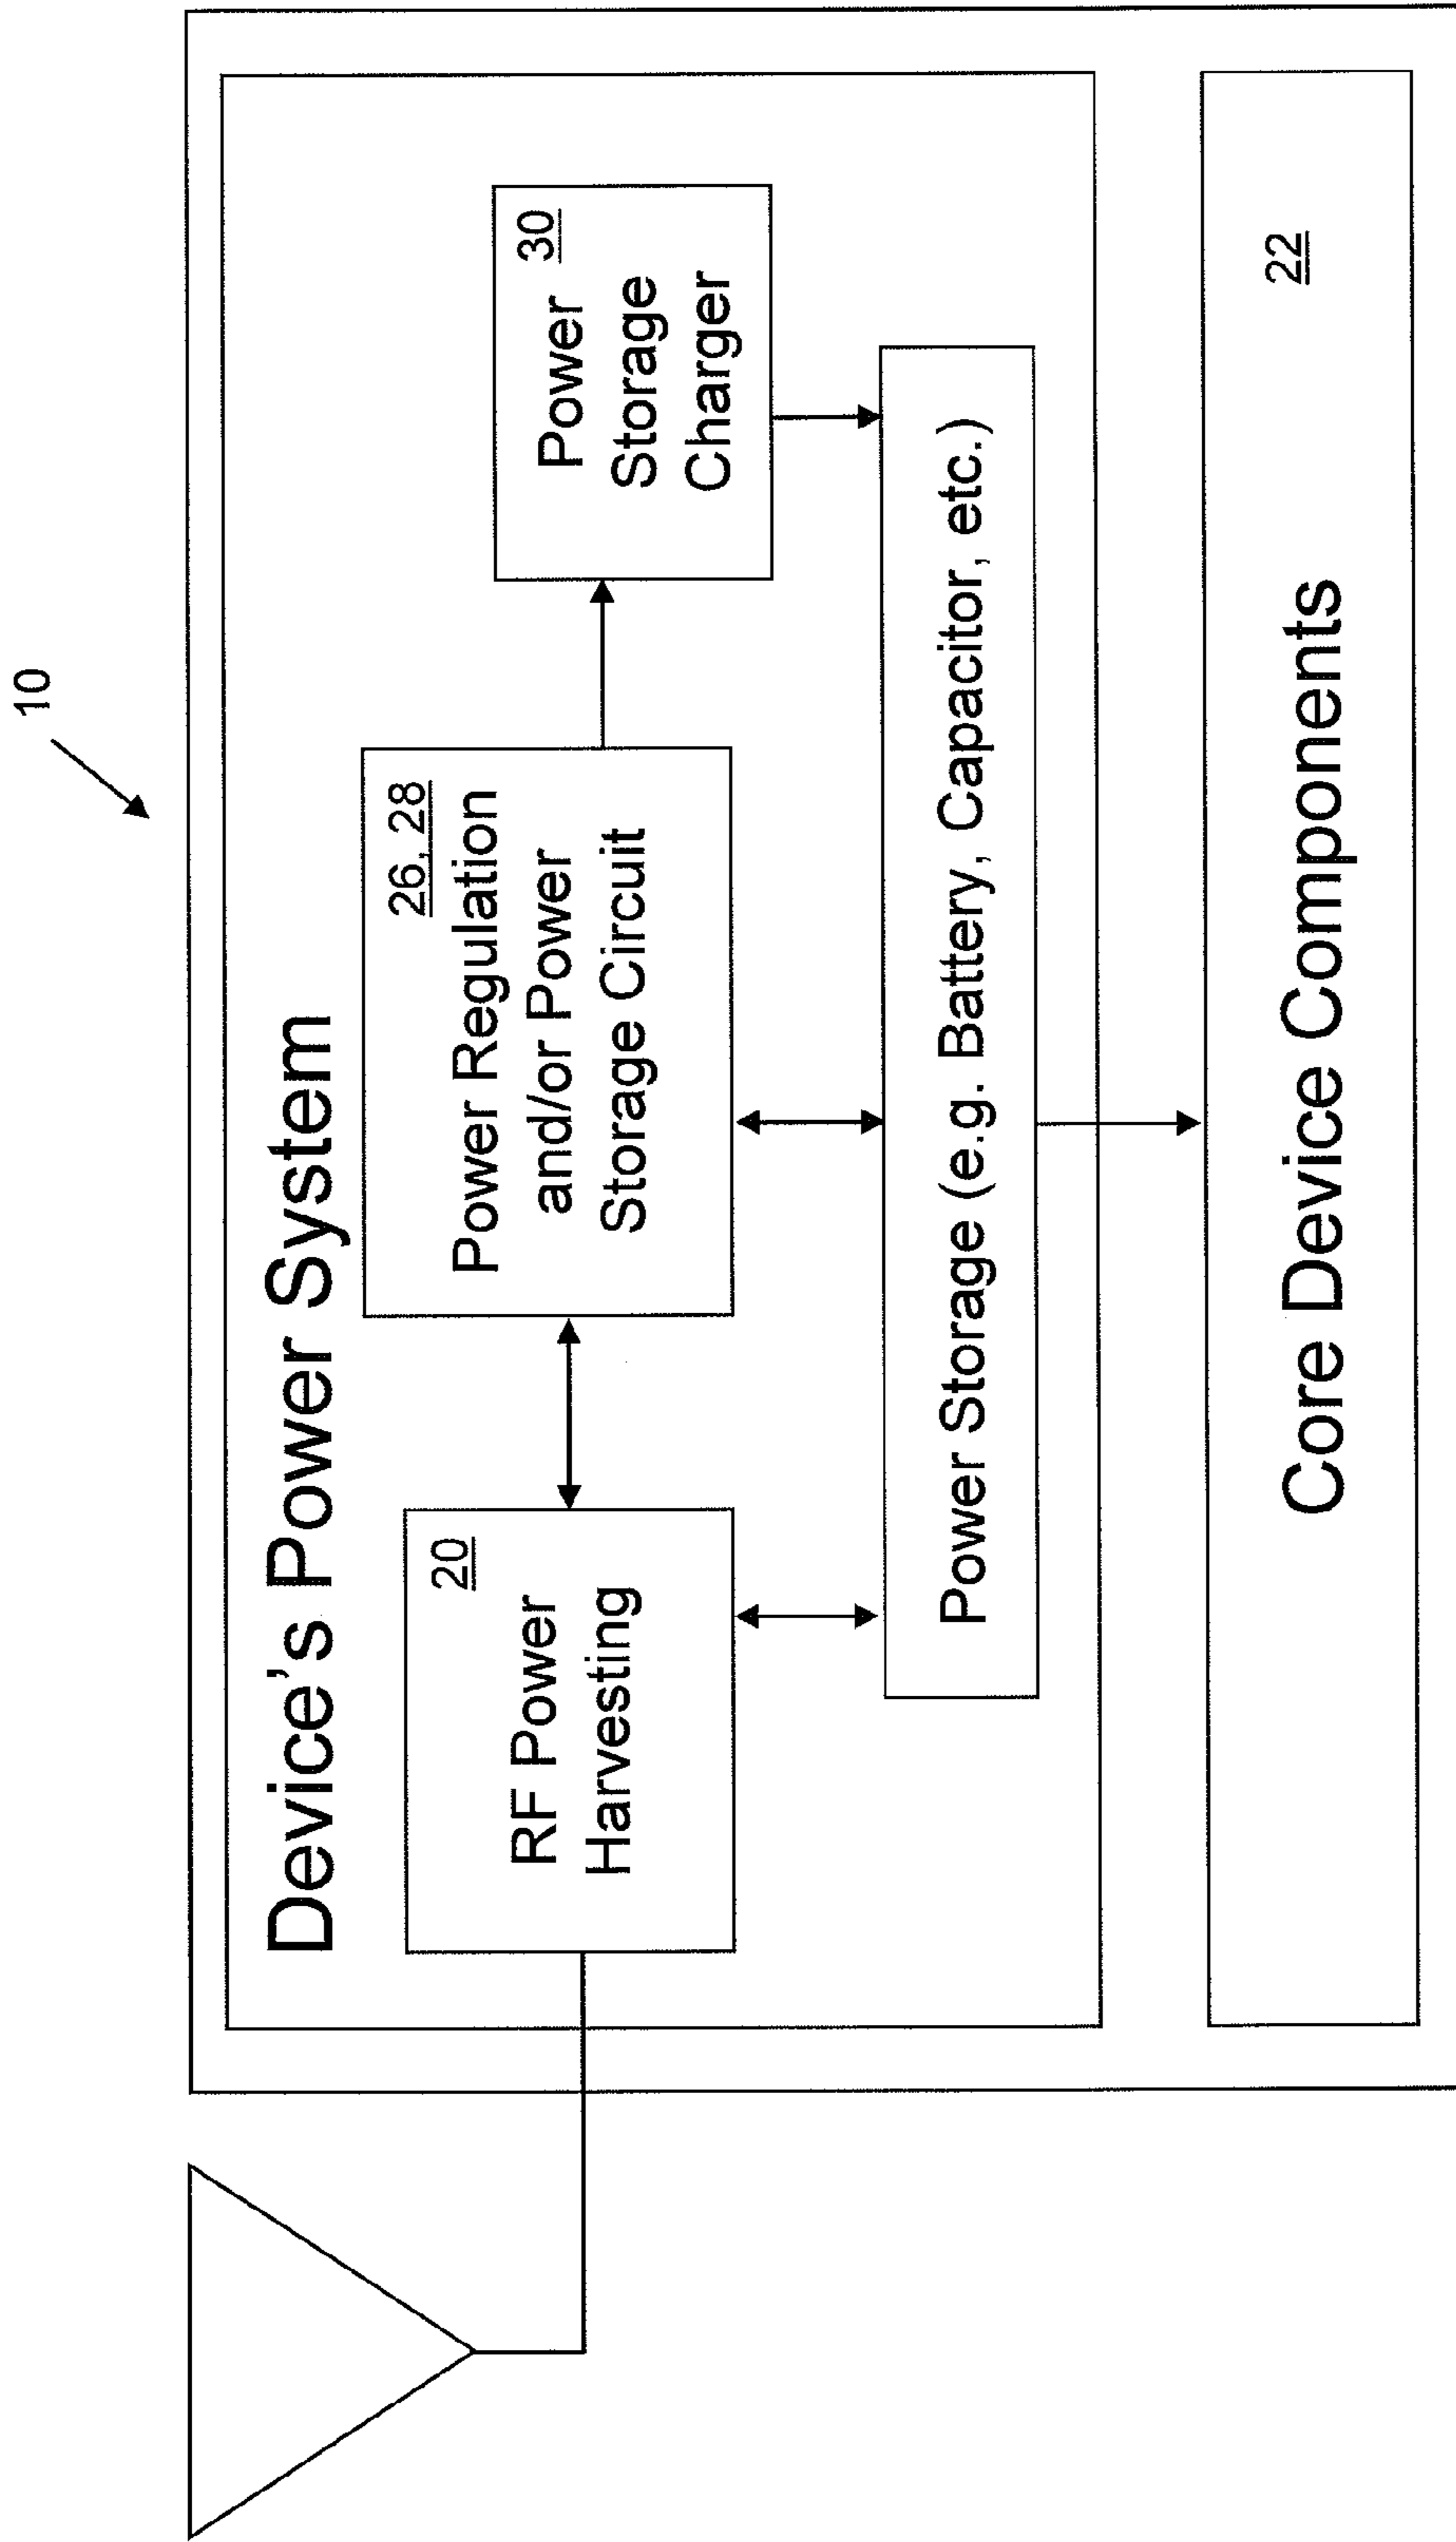 10
Device's Power System
20
RF Power
Harvesting
26, 28
Power Regulation
and/or Power
Storage Circuit
30
Power
Storage
Charger
Power Storage (e.g. Battery, Capacitor, etc.)
22
Core Device Components